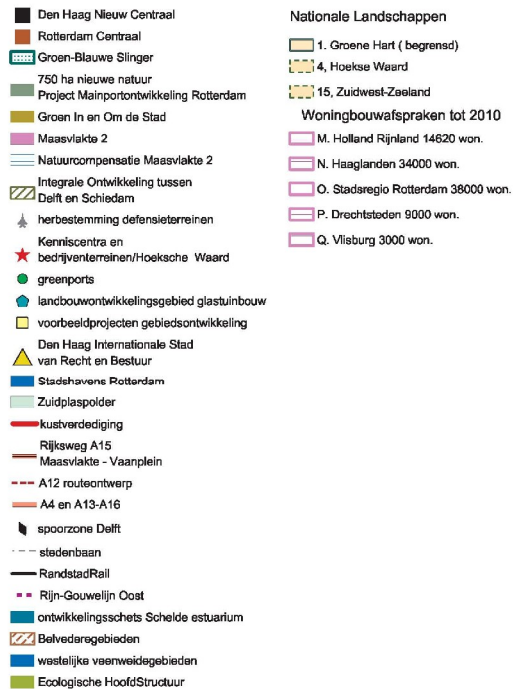 Den Haag Nieuw Centraal
Rotterdam Centraal
Groen-Blauwe Slinger
750 ha nieuwe natuur
Project Mainportontwikkeling Rotterdam
Groen In en Om de Stad
Maasvlakte 2
Natuurcompensatie Maasvlakte 2
Integrale Ontwikkeling tussen
Delft en Schiedam
herbestemming defensieterreinen
Kenniscentra en
bedrijventerreinen/Hoeksche Waard
greenports
landbouwontwikkelingsgebied glastuinbouw
voorbeeldprojecten gebiedsontwikkeling
Den Haag Internationale Stad
van Recht en Bestuur
Stadshavens Rotterdam
Zuidplaspolder
kustverdediging
Rijksweg A15
Maasvlakte - Vaanplein
A12 routeontwerp
A4 en A13-A16
spoorzone Delft
stedenbaan
RandstadRail
Rijn-Gouwelijn Oost
ontwikkelingsschets Schelde estuarium
Belvederegebieden
westelijke veenweidegebieden
Ecologische HoofdStructuur
Nationale Landschappen
1. Groene Hart ( begrensd)
4, Hoekse Waard
15, Zuidwest-Zeeland
Woningbouwafspraken tot 2010
M. Holland Rijnland 14620 won.
N. Haaglanden 34000 won.
O. Stadsregio Rotterdam 38000 won.
P. Drechtsteden 9000 won.
Q. Vlisburg 3000 won.